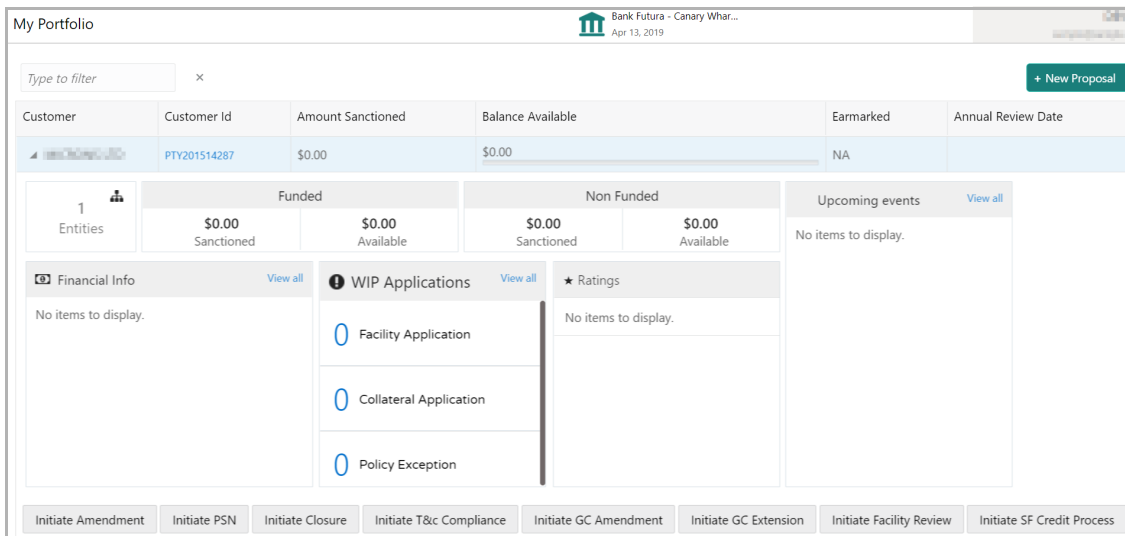 My Portfolio
Bank Futura - Canary Whar...
Apr 13, 2019
Type to filter ×
+ New Proposal
Customer Customer Id Amount Sanctioned Balance Available Earmarked Annual Review Date
PTY201514287 $0.00 $0.00 NA
1
Entities
Funded
$0.00 $0.00
Sanctioned Available
Non Funded
$0.00 $0.00
Sanctioned Available
Upcoming events View all
No items to display.
Financial Info View all
No items to display.
WIP Applications View all
0 Facility Application
0 Collateral Application
0 Policy Exception
Ratings
No items to display.
Initiate Amendment Initiate PSN Initiate Closure Initiate T&c Compliance Initiate GC Amendment Initiate GC Extension Initiate Facility Review Initiate SF Credit Process